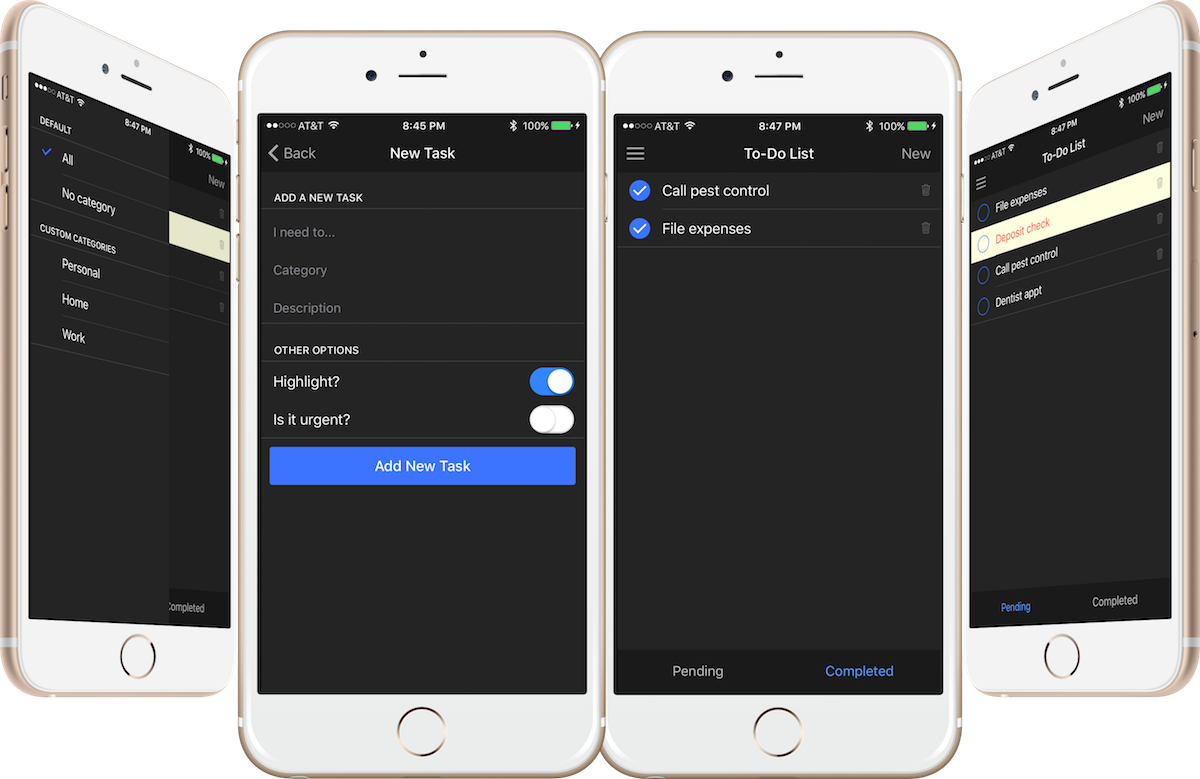 AT&T
8:47 PM
100%
New
DEFAULT
All
No category
CUSTOM CATEGORIES
Personal
Home
Work
Completed
AT&T 8:45 PM 100%
Back New Task
ADD A NEW TASK
I need to...
Category
Description
OTHER OPTIONS
Highlight?
Is it urgent?
Add New Task
AT&T 8:47 PM 100%
To-Do List New
Call pest control
File expenses
Pending Completed
AT&T 8:47 PM 100%
To-Do List New
File expenses
Deposit check
Call pest control
Dentist appt
Pending Completed